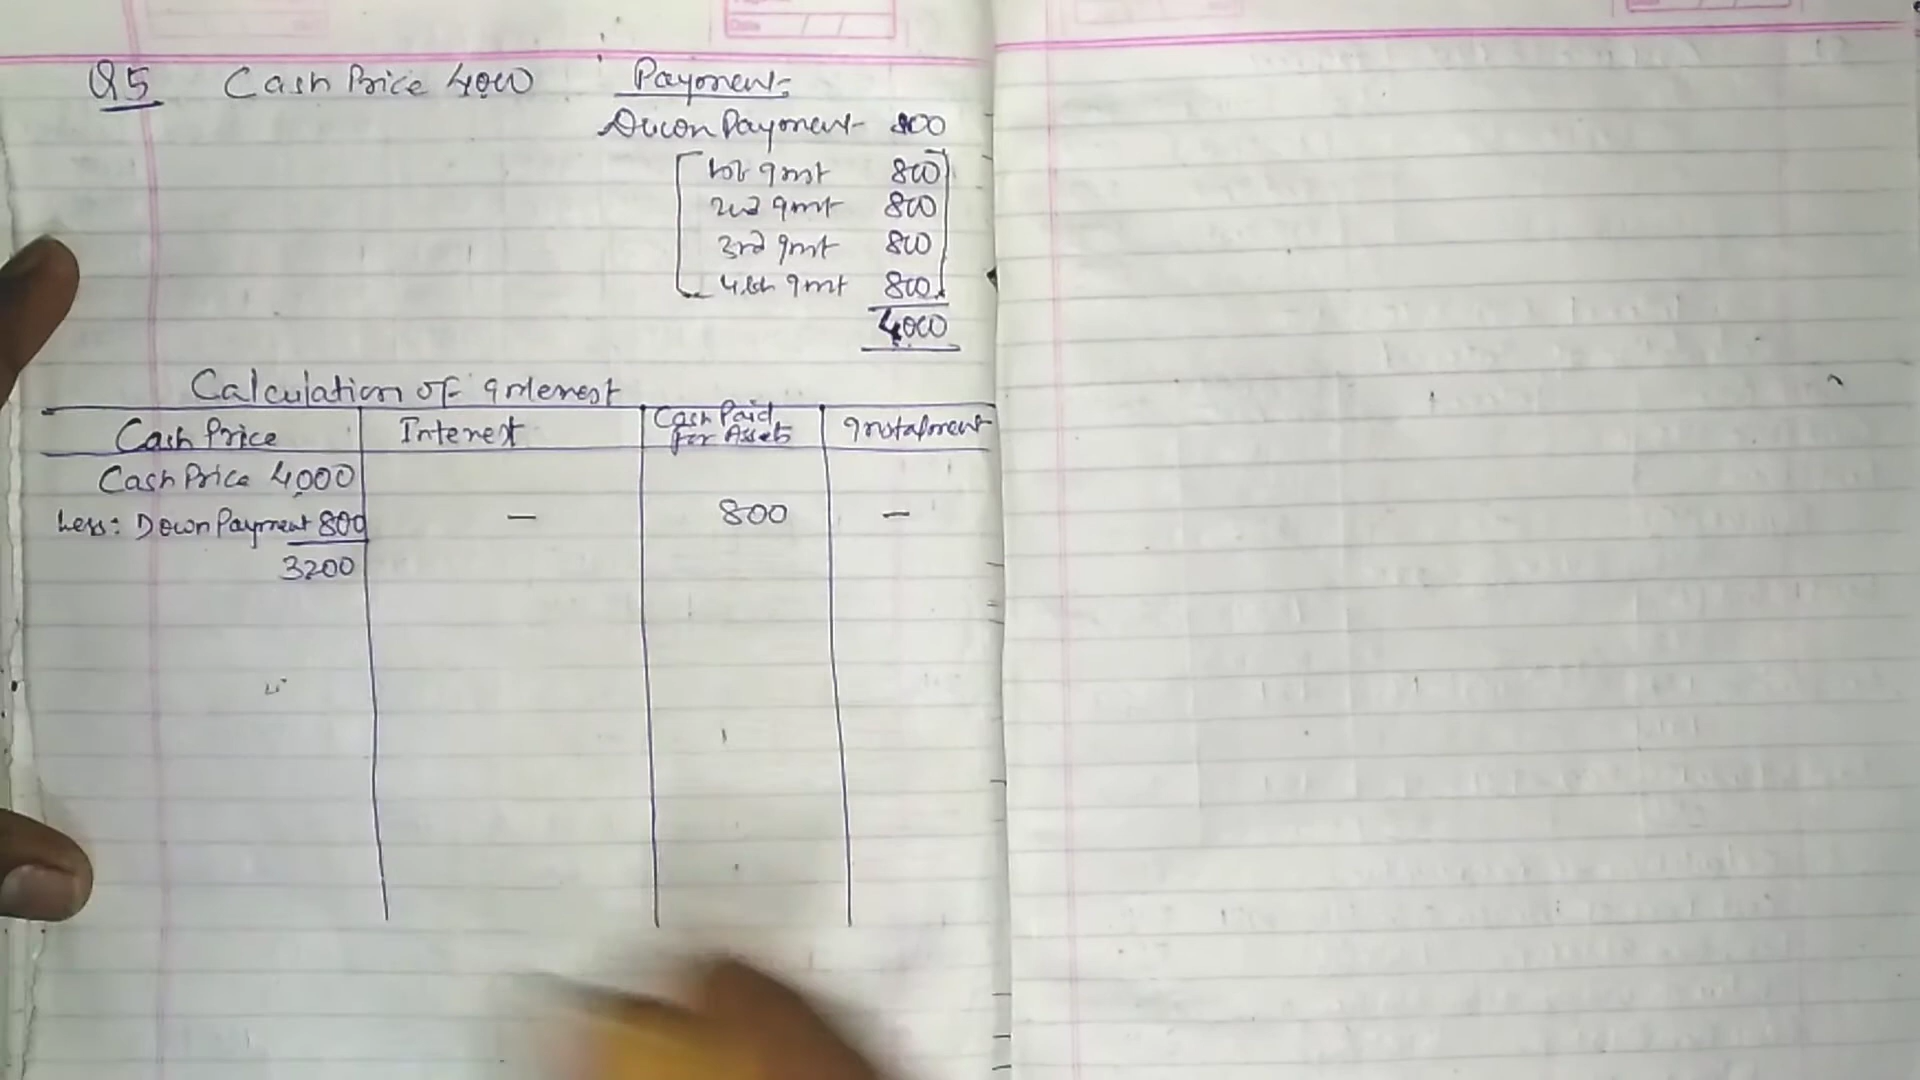 Q5 Cash Price 4000 Payment
Down Payment 800
1st Inst 800
2nd Inst 800
3rd Inst 800
4th Inst 800
4000
Calculation of Interest
Cash Price Interest Cash Paid for Assets Instalment
Cash Price 4,000
Less: Down Payment 800 — 800 —
3200